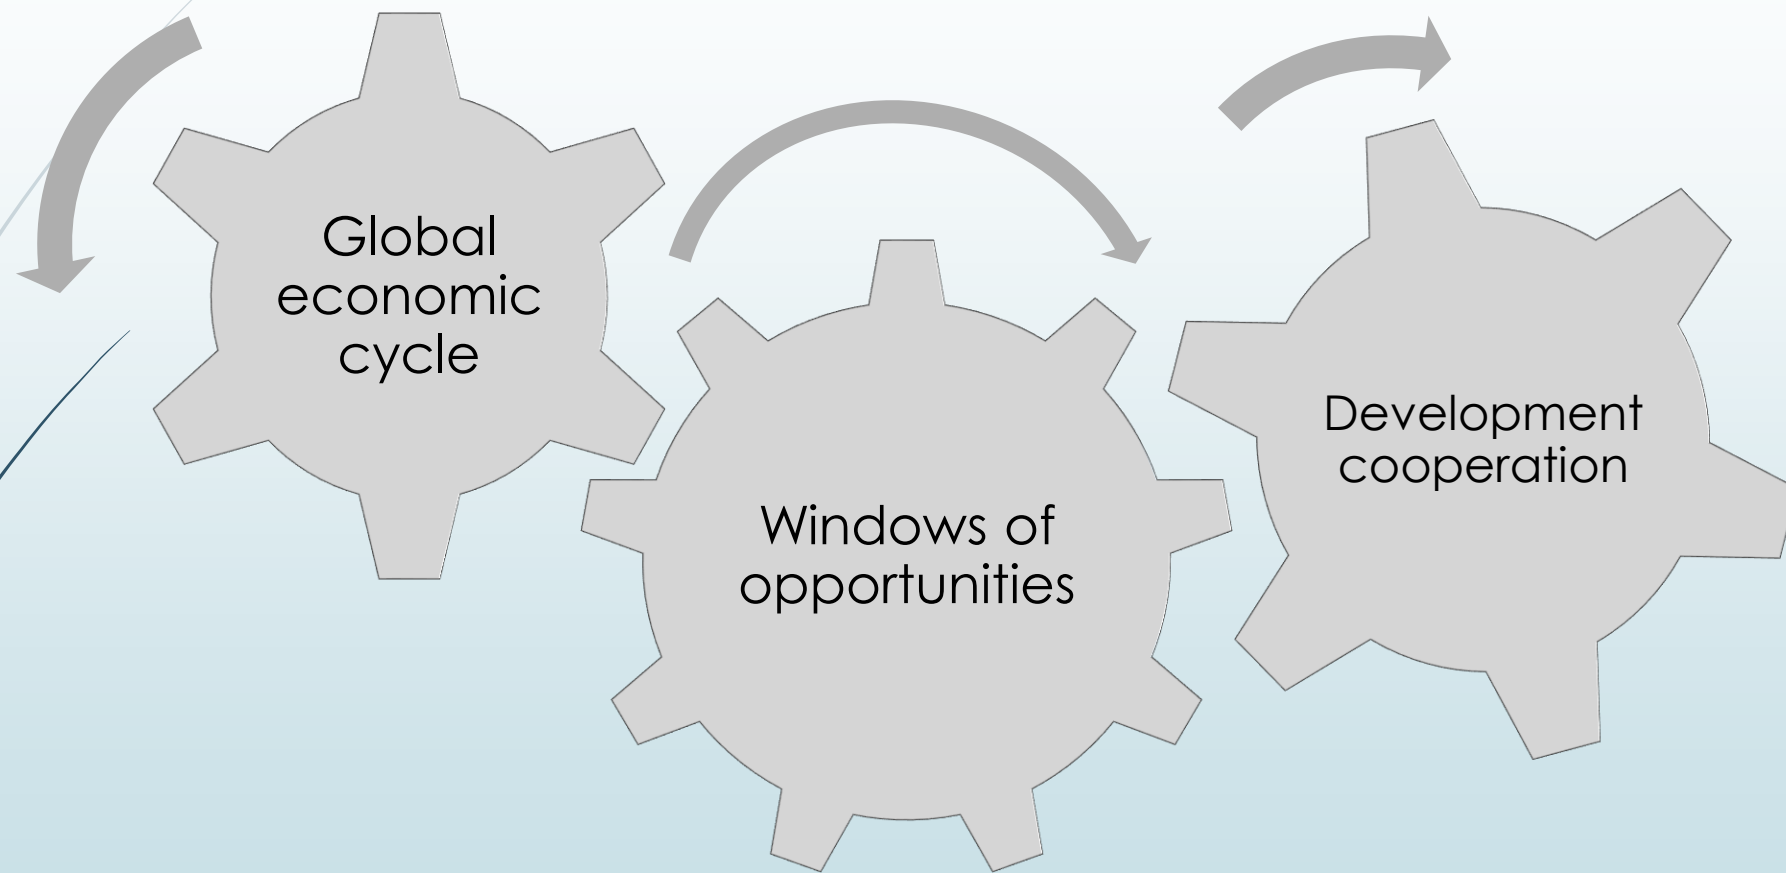 Global
economic
cycle
Windows of
opportunities
Development
cooperation